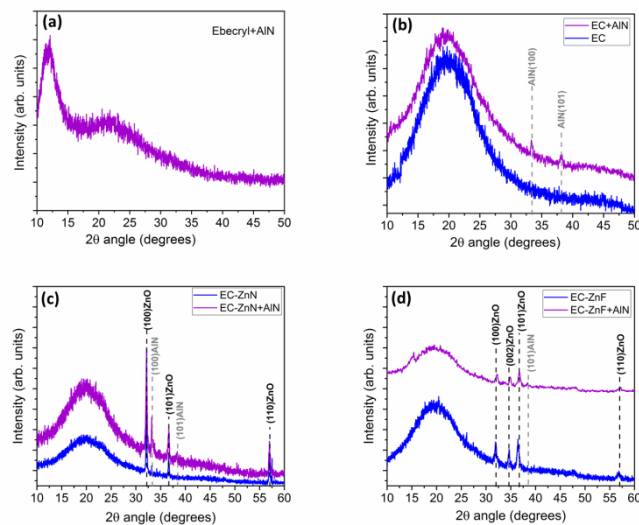 (a)
Ebecryl+AlN
Intensity (arb. units)
10 15 20 25 30 35 40 45 50
2θ angle (degrees)
(b)
EC+AlN
EC
AlN(100)
AlN(101)
Intensity (arb. units)
10 15 20 25 30 35 40 45 50
2θ angle (degrees)
(c)
EC-ZnN
EC-ZnN+AlN
(100)ZnO
(100)AlN
(101)ZnO
(101)AlN
(110)ZnO
Intensity (arb. units)
10 15 20 25 30 35 40 45 50 55 60
2θ angle (degrees)
(d)
EC-ZnF
EC-ZnF+AlN
(100)ZnO
(002)ZnO
(101)ZnO
(101)AlN
(110)ZnO
Intensity (arb. units)
10 15 20 25 30 35 40 45 50 55 60
2θ angle (degrees)